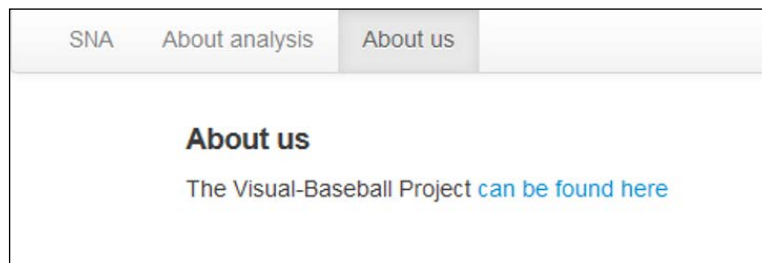 SNA About analysis About us
About us
The Visual-Baseball Project can be found here